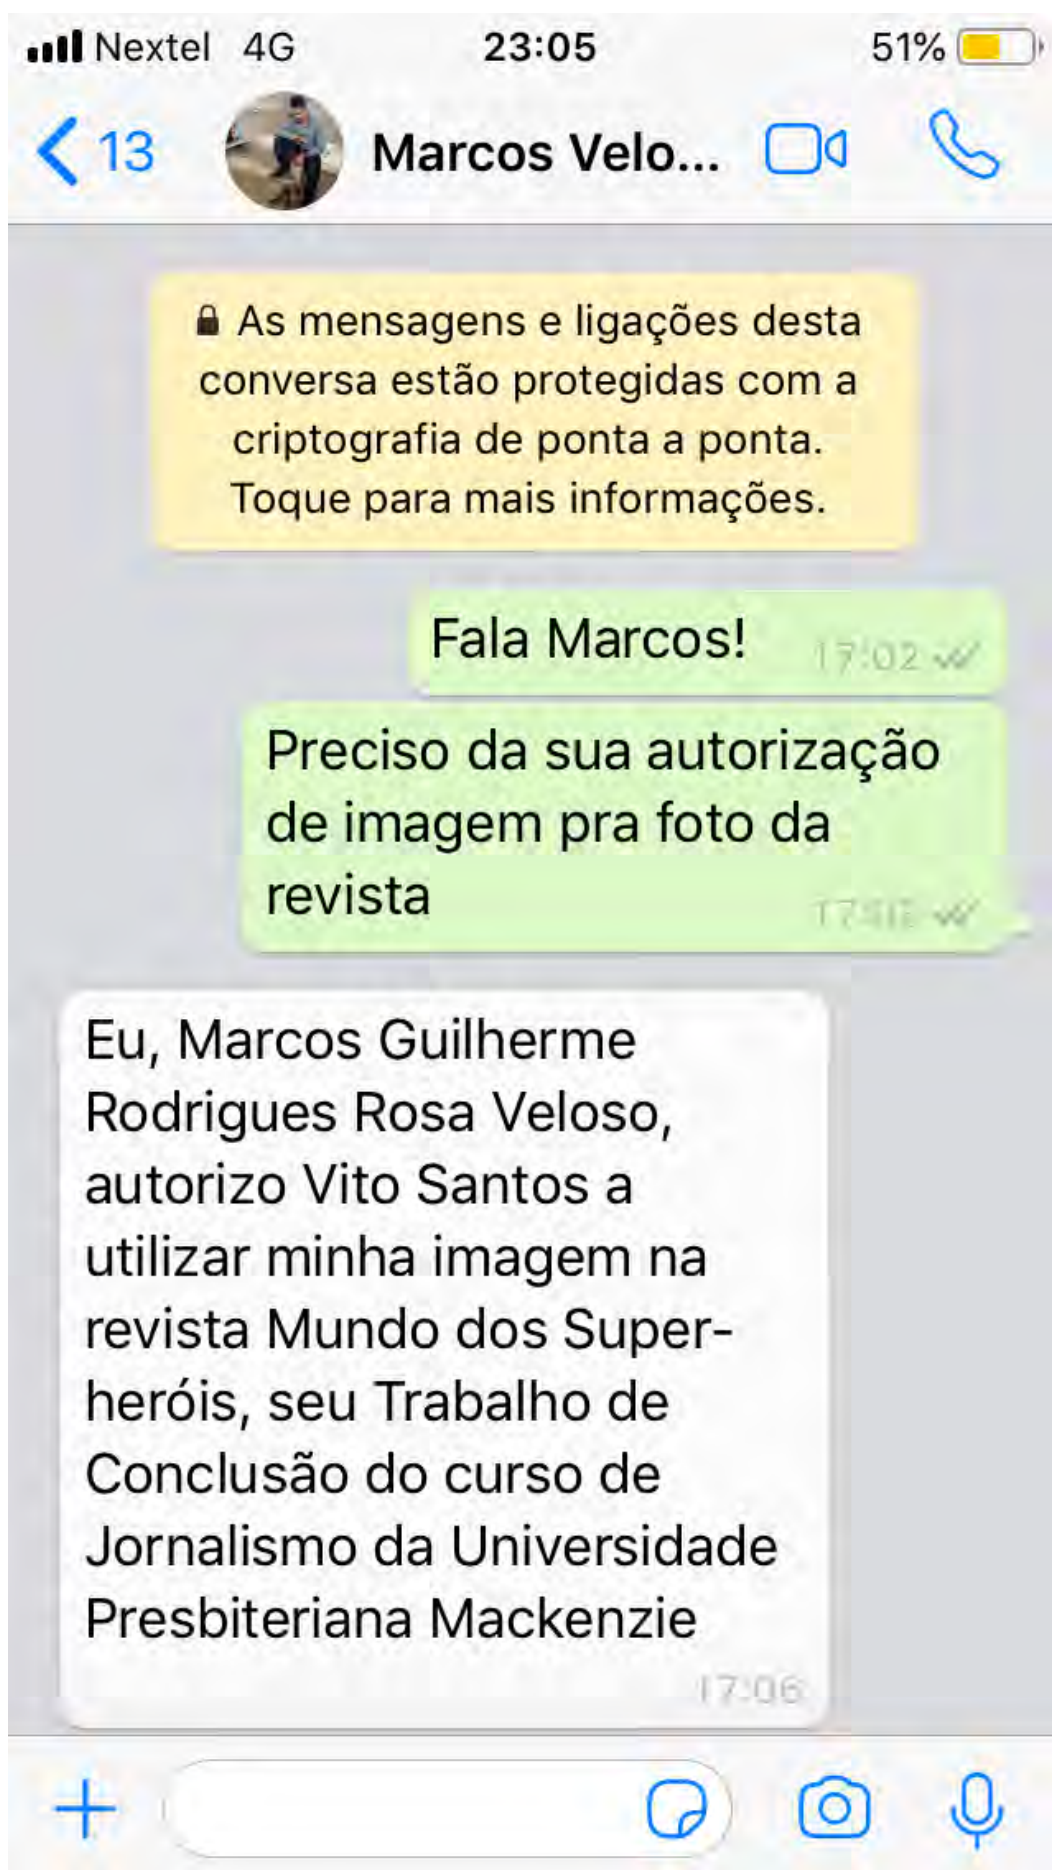 Nextel 4G 23:05 51%
13 Marcos Velo...
As mensagens e ligações desta
conversa estão protegidas com a
criptografia de ponta a ponta.
Toque para mais informações.
Fala Marcos! 17:02
Preciso da sua autorização
de imagem pra foto da
revista 17:02
Eu, Marcos Guilherme
Rodrigues Rosa Veloso,
autorizo Vito Santos a
utilizar minha imagem na
revista Mundo dos Super-
heróis, seu Trabalho de
Conclusão do curso de
Jornalismo da Universidade
Presbiteriana Mackenzie
17:06